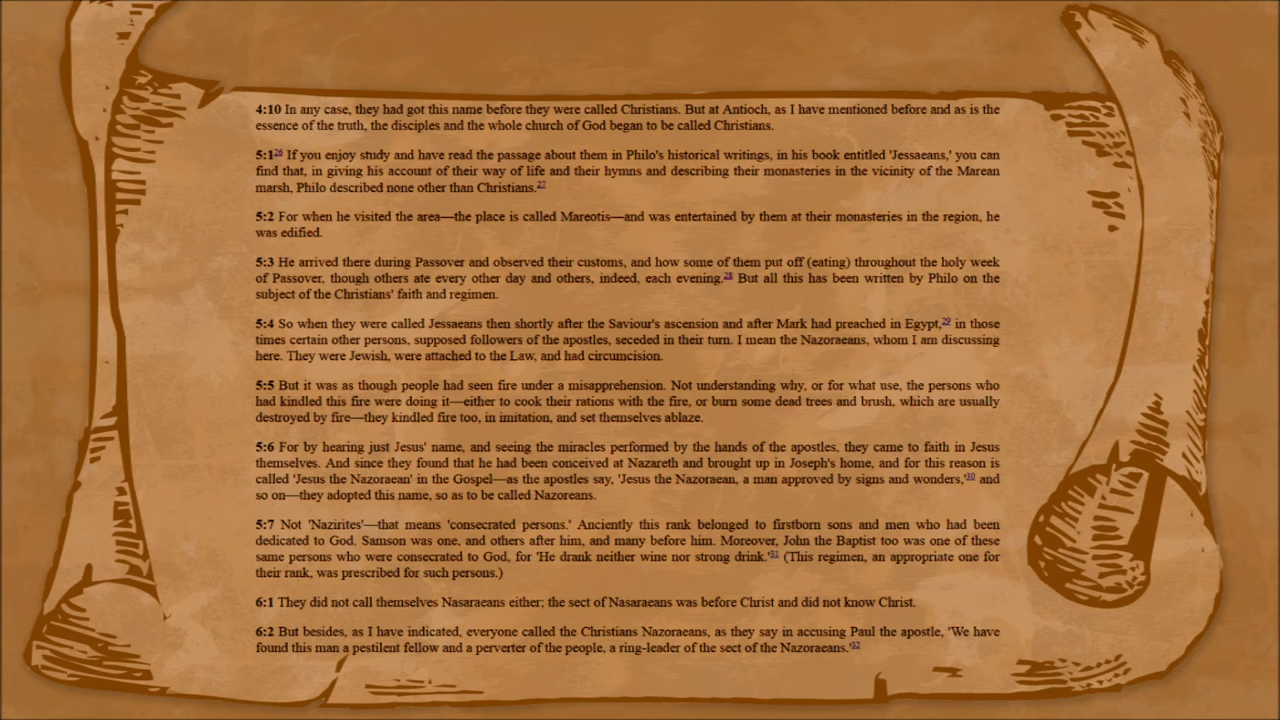 4:10 In any case, they had got this name before they were called Christians. But at Antioch, as I have mentioned before and as is the
essence of the truth, the disciples and the whole church of God began to be called Christians.
5:1²⁶ If you enjoy study and have read the passage about them in Philo's historical writings, in his book entitled 'Jessaeans,' you can
find that, in giving his account of their way of life and their hymns and describing their monasteries in the vicinity of the Marean
marsh, Philo described none other than Christians.²⁷
5:2 For when he visited the area—the place is called Mareotis—and was entertained by them at their monasteries in the region, he
was edified.
5:3 He arrived there during Passover and observed their customs, and how some of them put off (eating) throughout the holy week
of Passover, though others ate every other day and others, indeed, each evening.²⁸ But all this has been written by Philo on the
subject of the Christians' faith and regimen.
5:4 So when they were called Jessaeans then shortly after the Saviour's ascension and after Mark had preached in Egypt,²⁹ in those
times certain other persons, supposed followers of the apostles, seceded in their turn. I mean the Nazoraeans, whom I am discussing
here. They were Jewish, were attached to the Law, and had circumcision.
5:5 But it was as though people had seen fire under a misapprehension. Not understanding why, or for what use, the persons who
had kindled this fire were doing it—either to cook their rations with the fire, or burn some dead trees and brush, which are usually
destroyed by fire—they kindled fire too, in imitation, and set themselves ablaze.
5:6 For by hearing just Jesus' name, and seeing the miracles performed by the hands of the apostles, they came to faith in Jesus
themselves. And since they found that he had been conceived at Nazareth and brought up in Joseph's home, and for this reason is
called 'Jesus the Nazoraean' in the Gospel—as the apostles say, 'Jesus the Nazoraean, a man approved by signs and wonders,'³⁰ and
so on—they adopted this name, so as to be called Nazoreans.
5:7 Not 'Nazirites'—that means 'consecrated persons.' Anciently this rank belonged to firstborn sons and men who had been
dedicated to God. Samson was one, and others after him, and many before him. Moreover, John the Baptist too was one of these
same persons who were consecrated to God, for 'He drank neither wine nor strong drink.'³¹ (This regimen, an appropriate one for
their rank, was prescribed for such persons.)
6:1 They did not call themselves Nasaraeans either; the sect of Nasaraeans was before Christ and did not know Christ.
6:2 But besides, as I have indicated, everyone called the Christians Nazoraeans, as they say in accusing Paul the apostle, 'We have
found this man a pestilent fellow and a perverter of the people, a ring-leader of the sect of the Nazoraeans.'³²